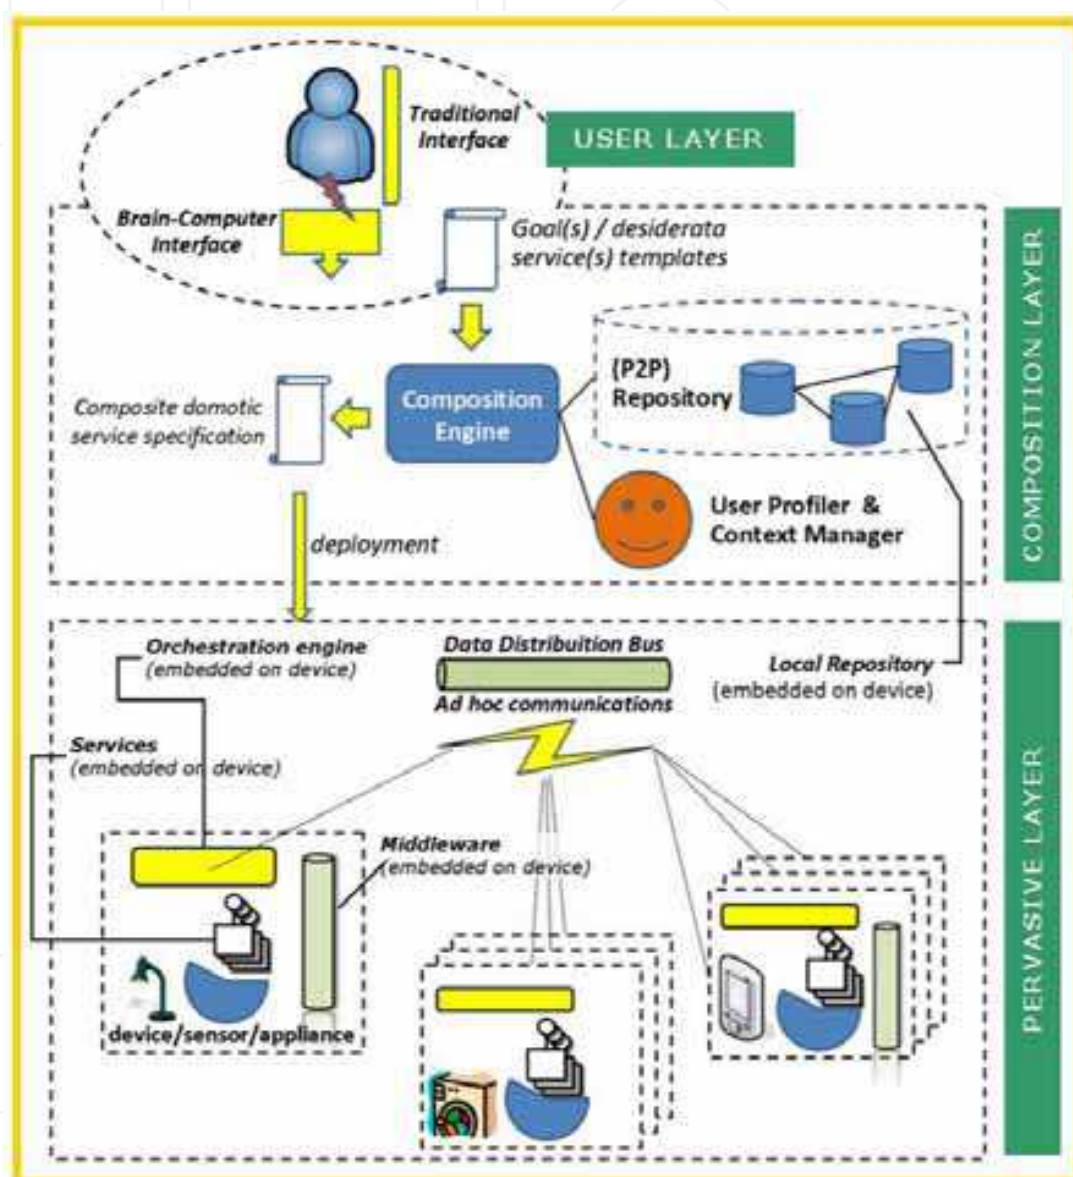 Traditional
Interface
USER LAYER
Brain-Computer
Interface
Goal(s) / desiderata
service(s) templates
COMPOSITION LAYER
(P2P)
Repository
Composition
Engine
Composite domotic
service specification
User Profiler &
Context Manager
deployment
Orchestration engine
(embedded on device)
Data Distribuition Bus
Ad hoc communications
Local Repository
(embedded on device)
Services
(embedded on device)
Middleware
(embedded on device)
device/sensor/appliance
PERVASIVE LAYER